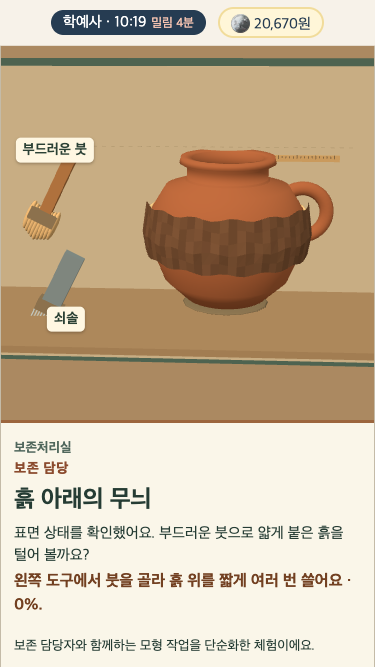 학예사 · 10:19 밀림 4분
20,670원
부드러운 붓
쇠솔
보존처리실
보존 담당
흙 아래의 무늬
표면 상태를 확인했어요. 부드러운 붓으로 얇게 붙은 흙을
털어 볼까요?
왼쪽 도구에서 붓을 골라 흙 위를 짧게 여러 번 쓸어요 ·
0%.
보존 담당자와 함께하는 모형 작업을 단순화한 체험이에요.